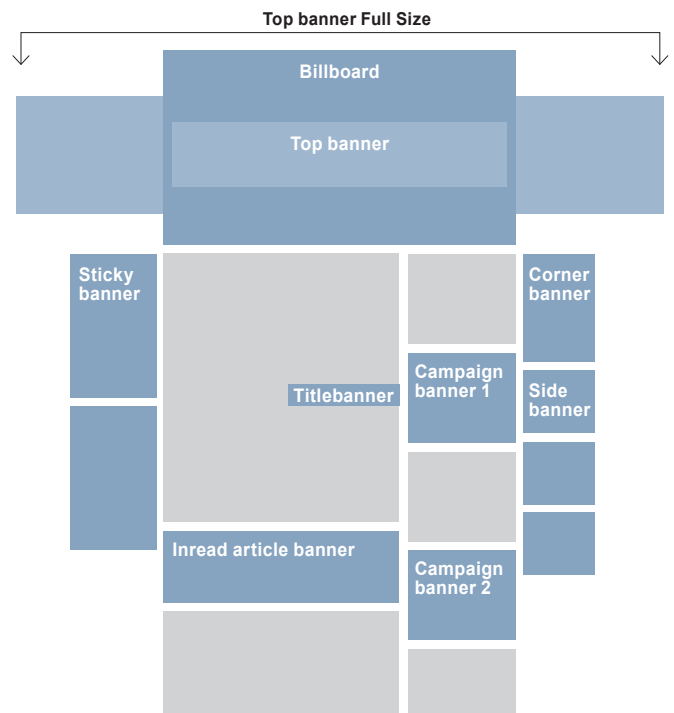 Top banner Full Size
Billboard
Top banner
Sticky
banner
Corner
banner
Titlebanner
Campaign
banner 1
Side
banner
Inread article banner
Campaign
banner 2